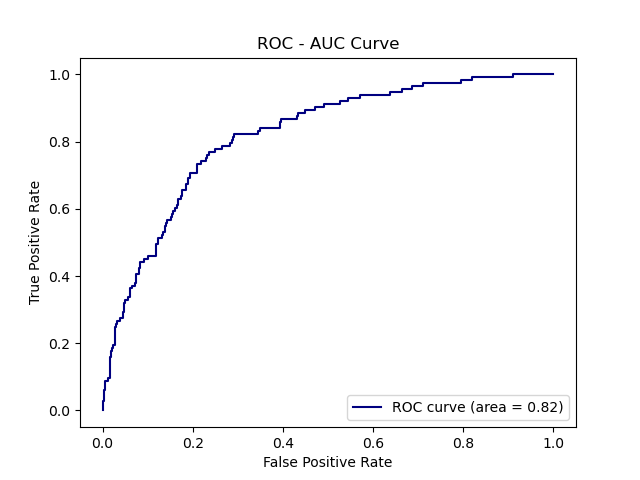 ROC - AUC Curve
1.0
0.8
0.6
0.4
0.2
0.0
True Positive Rate
ROC curve (area = 0.82)
0.0 0.2 0.4 0.6 0.8 1.0
False Positive Rate